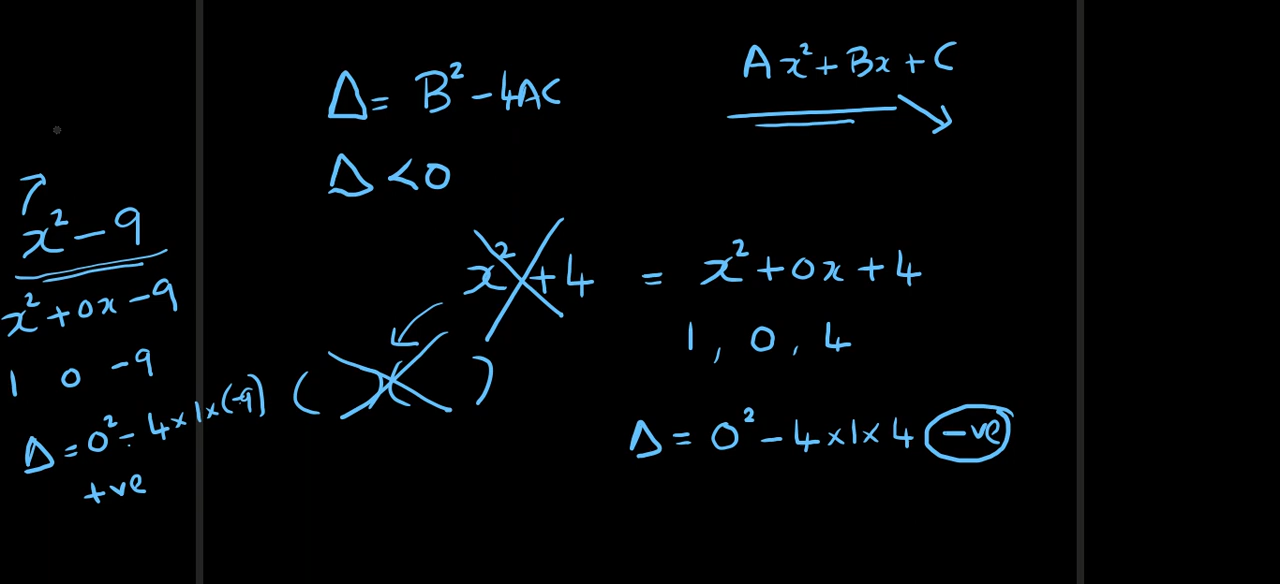 Δ = B² - 4AC
Ax² + Bx + C
Δ < 0
x² - 9
x² + 4 = x² + 0x + 4
x² + 0x - 9
1, 0, 4
1 0 -9
( )( )
Δ = 0² - 4×1×(-9)
Δ = 0² - 4×1×4 -ve
+ve